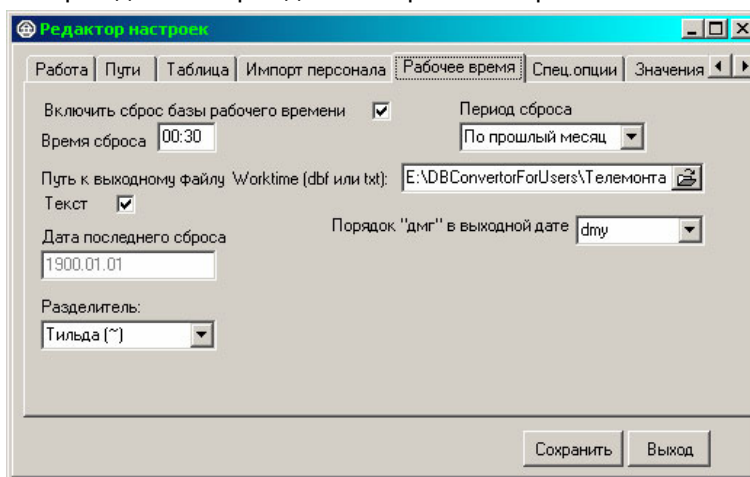 Редактор настроек
Работа Пути Таблица Импорт персонала Рабочее время Спец.опции Значения
Включить сброс базы рабочего времени
Период сброса
Время сброса 00:30
По прошлый месяц
Путь к выходному файлу Worktime (dbf или txt): E:\DBConvertorForUsers\Телемонта
Текст
Порядок "дмг" в выходной дате dmy
Дата последнего сброса
1900.01.01
Разделитель:
Тильда (~)
Сохранить Выход